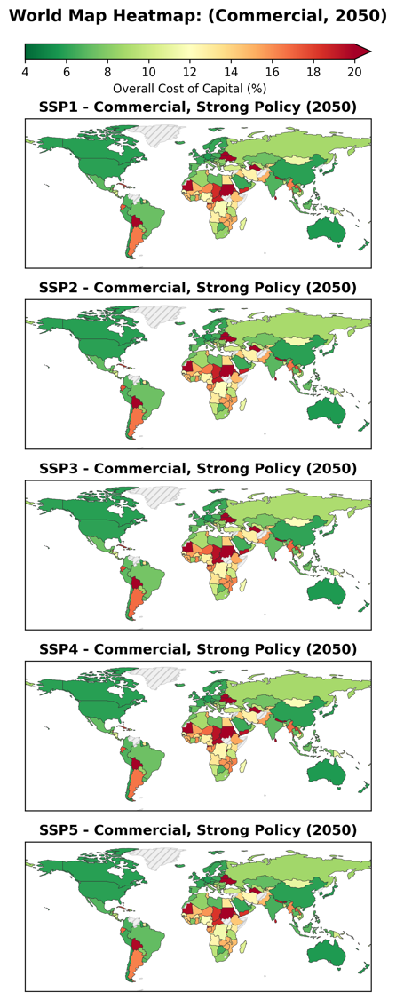 World Map Heatmap: (Commercial, 2050)
4 6 8 10 12 14 16 18 20
Overall Cost of Capital (%)
SSP1 - Commercial, Strong Policy (2050)
SSP2 - Commercial, Strong Policy (2050)
SSP3 - Commercial, Strong Policy (2050)
SSP4 - Commercial, Strong Policy (2050)
SSP5 - Commercial, Strong Policy (2050)